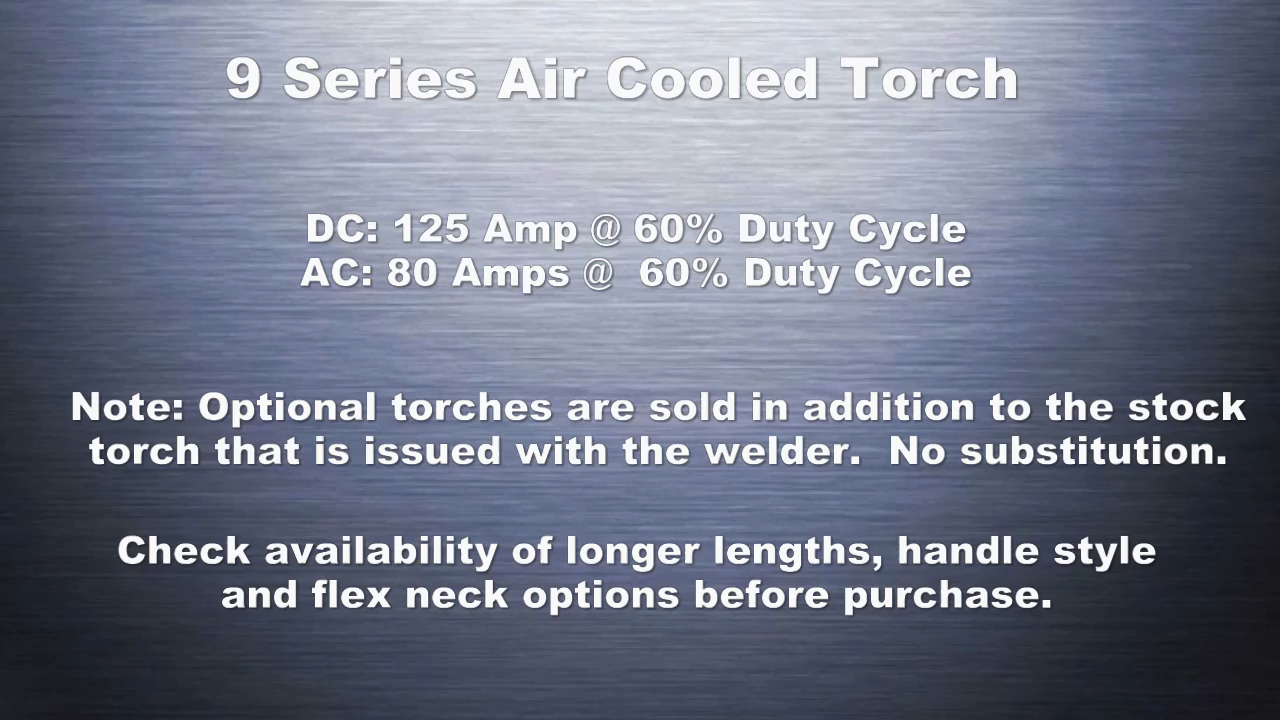 9 Series Air Cooled Torch
DC: 125 Amp @ 60% Duty Cycle
AC: 80 Amps @  60% Duty Cycle
Note: Optional torches are sold in addition to the stock
torch that is issued with the welder.  No substitution.
Check availability of longer lengths, handle style
and flex neck options before purchase.